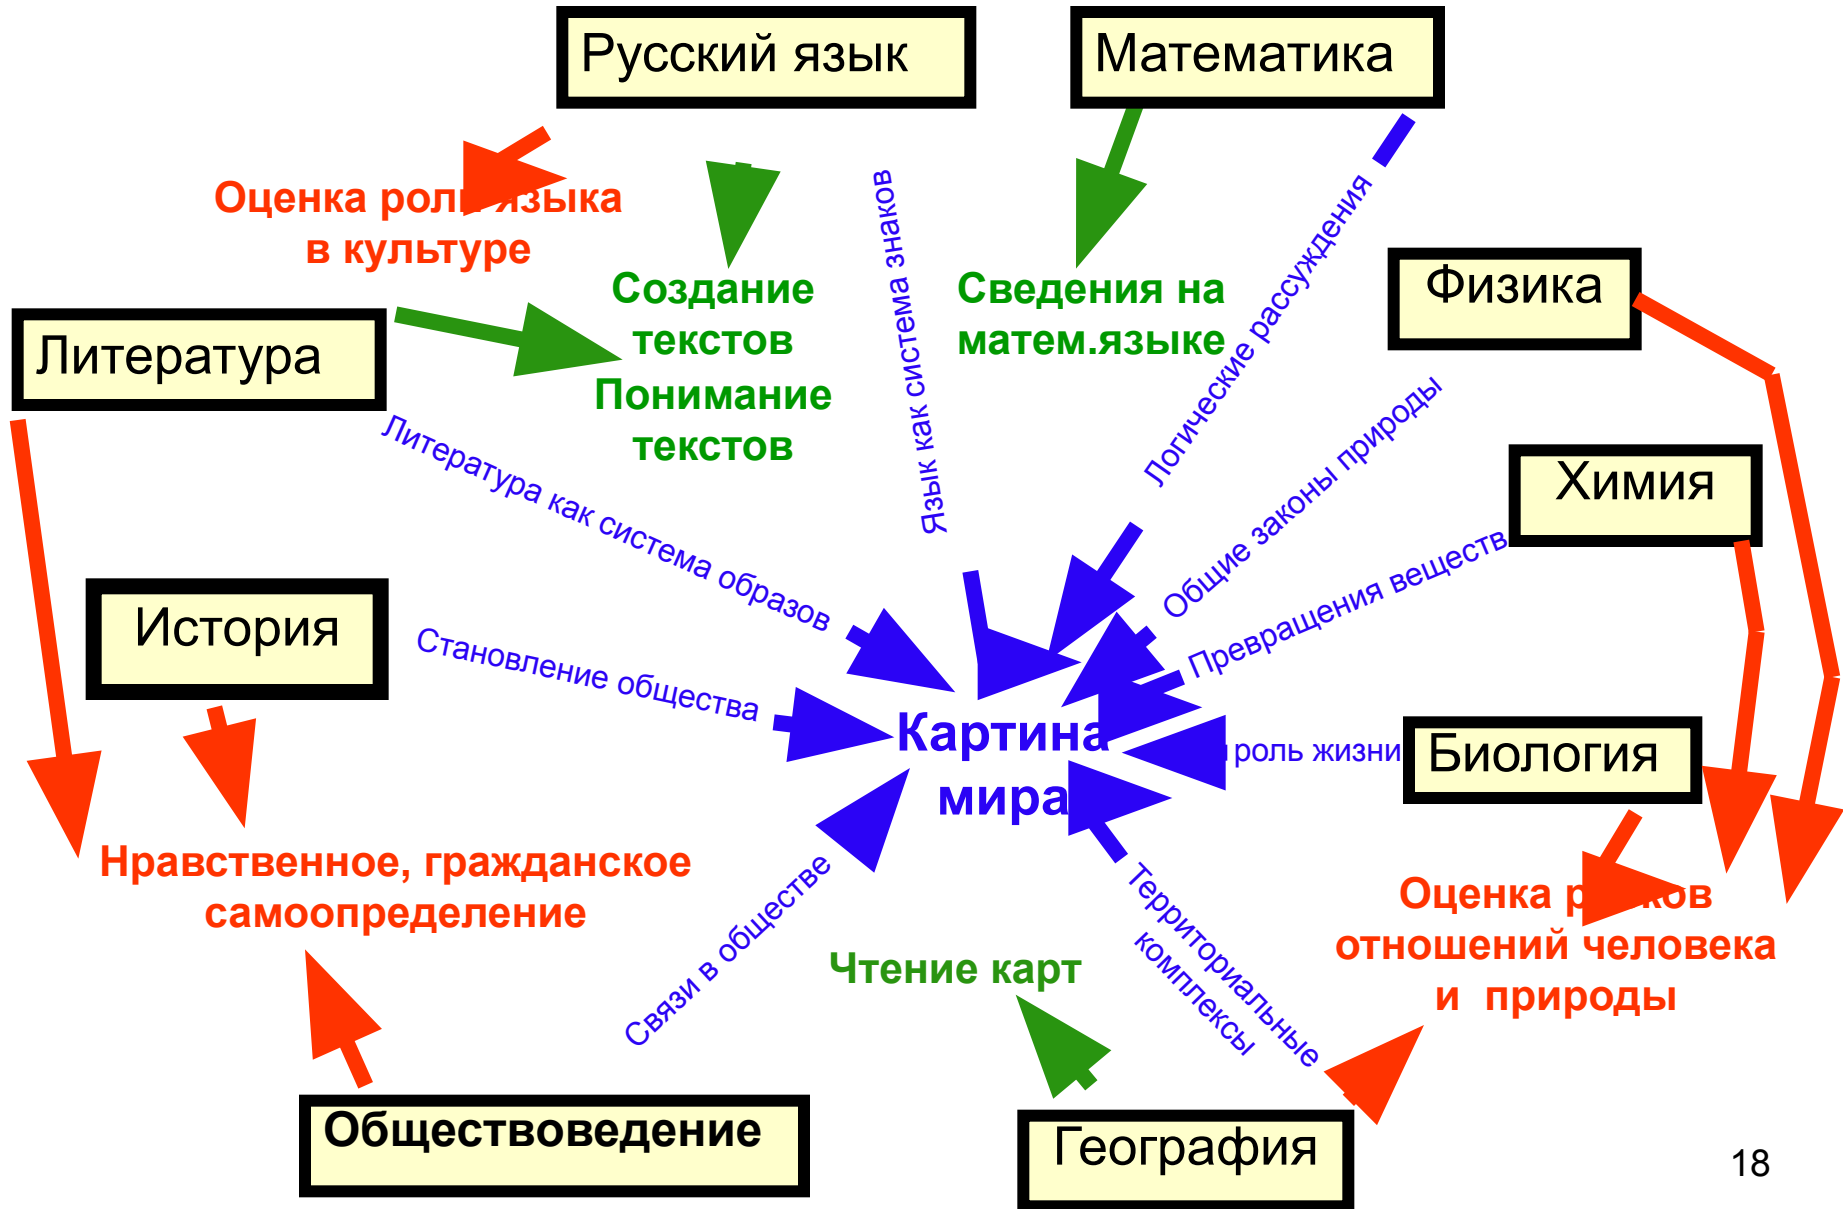 Русский язык
Математика
Оценка роли языка
в культуре
Создание
текстов
Понимание
текстов
Язык как система знаков
Сведения на
матем.языке
Логические рассуждения
Физика
Литература
Литература как система образов
Общие законы природы
Химия
Превращения веществ
История
Становление общества
Картина
мира
роль жизни
Биология
Нравственное, гражданское
самоопределение
Связи в обществе
Чтение карт
Территориальные
комплексы
Оценка рисков
отношений человека
и природы
Обществоведение
География
18